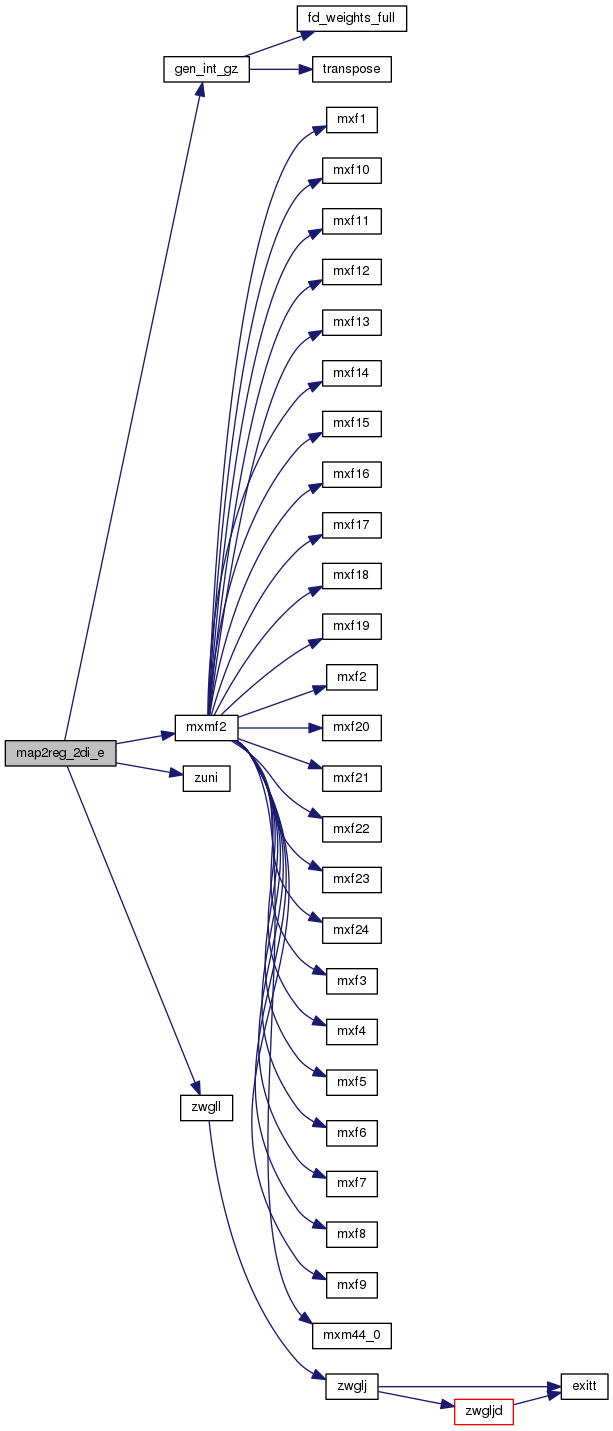 fd_weights_full
gen_int_gz
transpose
mxf1
mxf10
mxf11
mxf12
mxf13
mxf14
mxf15
mxf16
mxf17
mxf18
mxf19
mxf2
mxmf2
mxf20
map2reg_2di_e
zuni
mxf21
mxf22
mxf23
mxf24
mxf3
mxf4
mxf5
zwgll
mxf6
mxf7
mxf8
mxf9
mxm44_0
zwglj
exitt
zwgljd